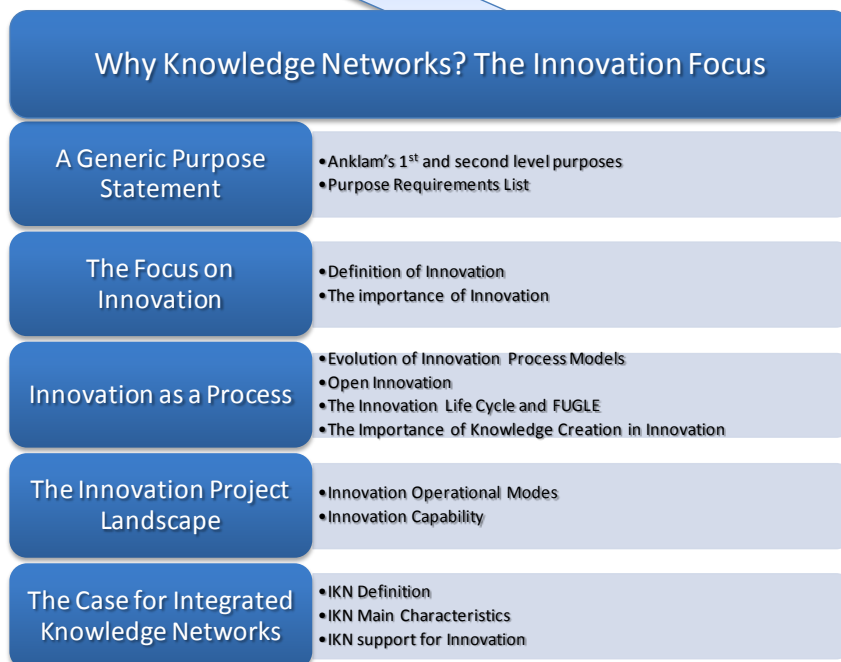 Why Knowledge Networks? The Innovation Focus
A Generic Purpose
Statement
•Anklam's 1st and second level purposes
•Purpose Requirements List
The Focus on
Innovation
•Definition of Innovation
•The importance of Innovation
Innovation as a Process
•Evolution of Innovation Process Models
•Open Innovation
•The Innovation Life Cycle and FUGLE
•The Importance of Knowledge Creation in Innovation
The Innovation Project
Landscape
•Innovation Operational Modes
•Innovation Capability
The Case for Integrated
Knowledge Networks
•IKN Definition
•IKN Main Characteristics
•IKN support for Innovation